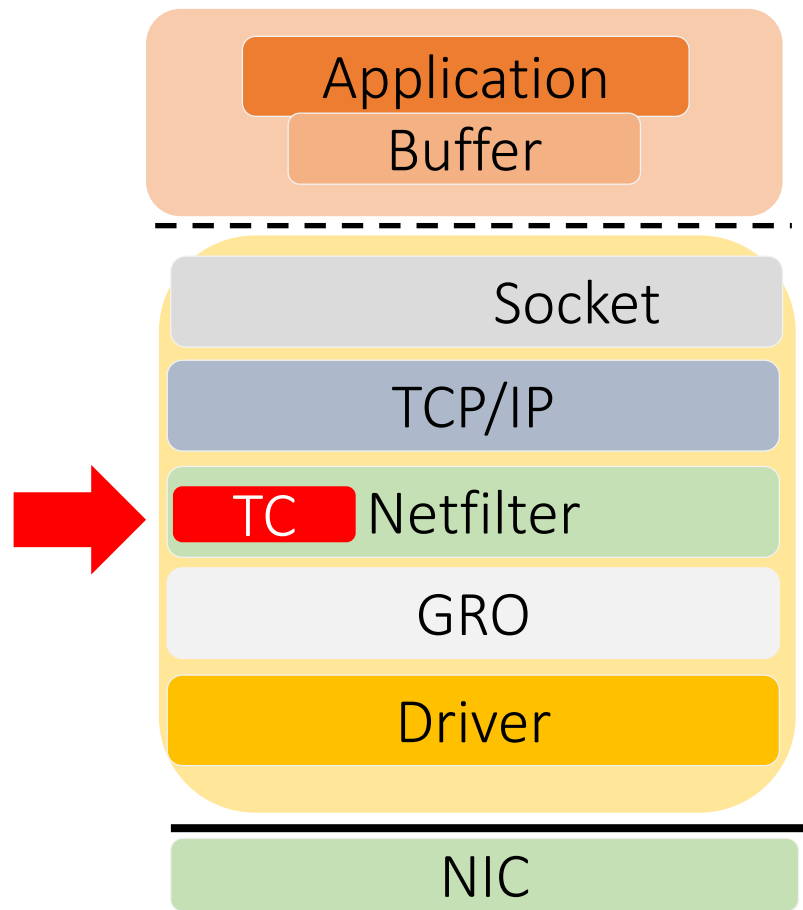 Application
Buffer
Socket
TCP/IP
TC Netfilter
GRO
Driver
NIC